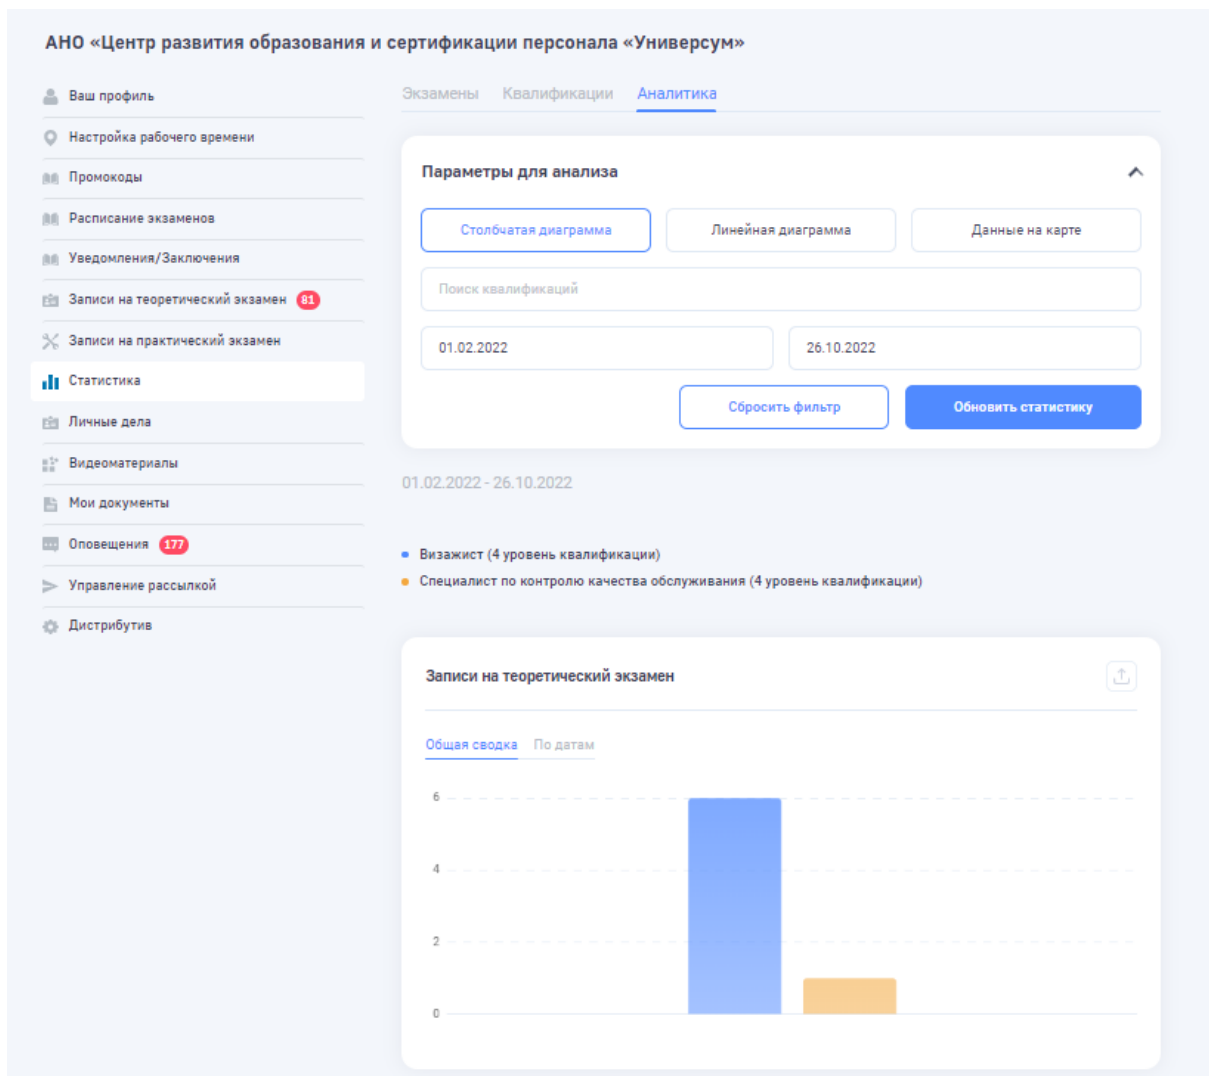 АНО «Центр развития образования и сертификации персонала «Универсум»
Ваш профиль
Настройка рабочего времени
Промокоды
Расписание экзаменов
Уведомления/Заключения
Записи на теоретический экзамен 81
Записи на практический экзамен
Статистика
Личные дела
Видеоматериалы
Мои документы
Оповещения 177
Управление рассылкой
Дистрибутив
Экзамены Квалификации Аналитика
Параметры для анализа
Столбчатая диаграмма Линейная диаграмма Данные на карте
Поиск квалификаций
01.02.2022 26.10.2022
Сбросить фильтр Обновить статистику
01.02.2022 - 26.10.2022
Визажист (4 уровень квалификации)
Специалист по контролю качества обслуживания (4 уровень квалификации)
Записи на теоретический экзамен
Общая сводка По датам
6
4
2
0